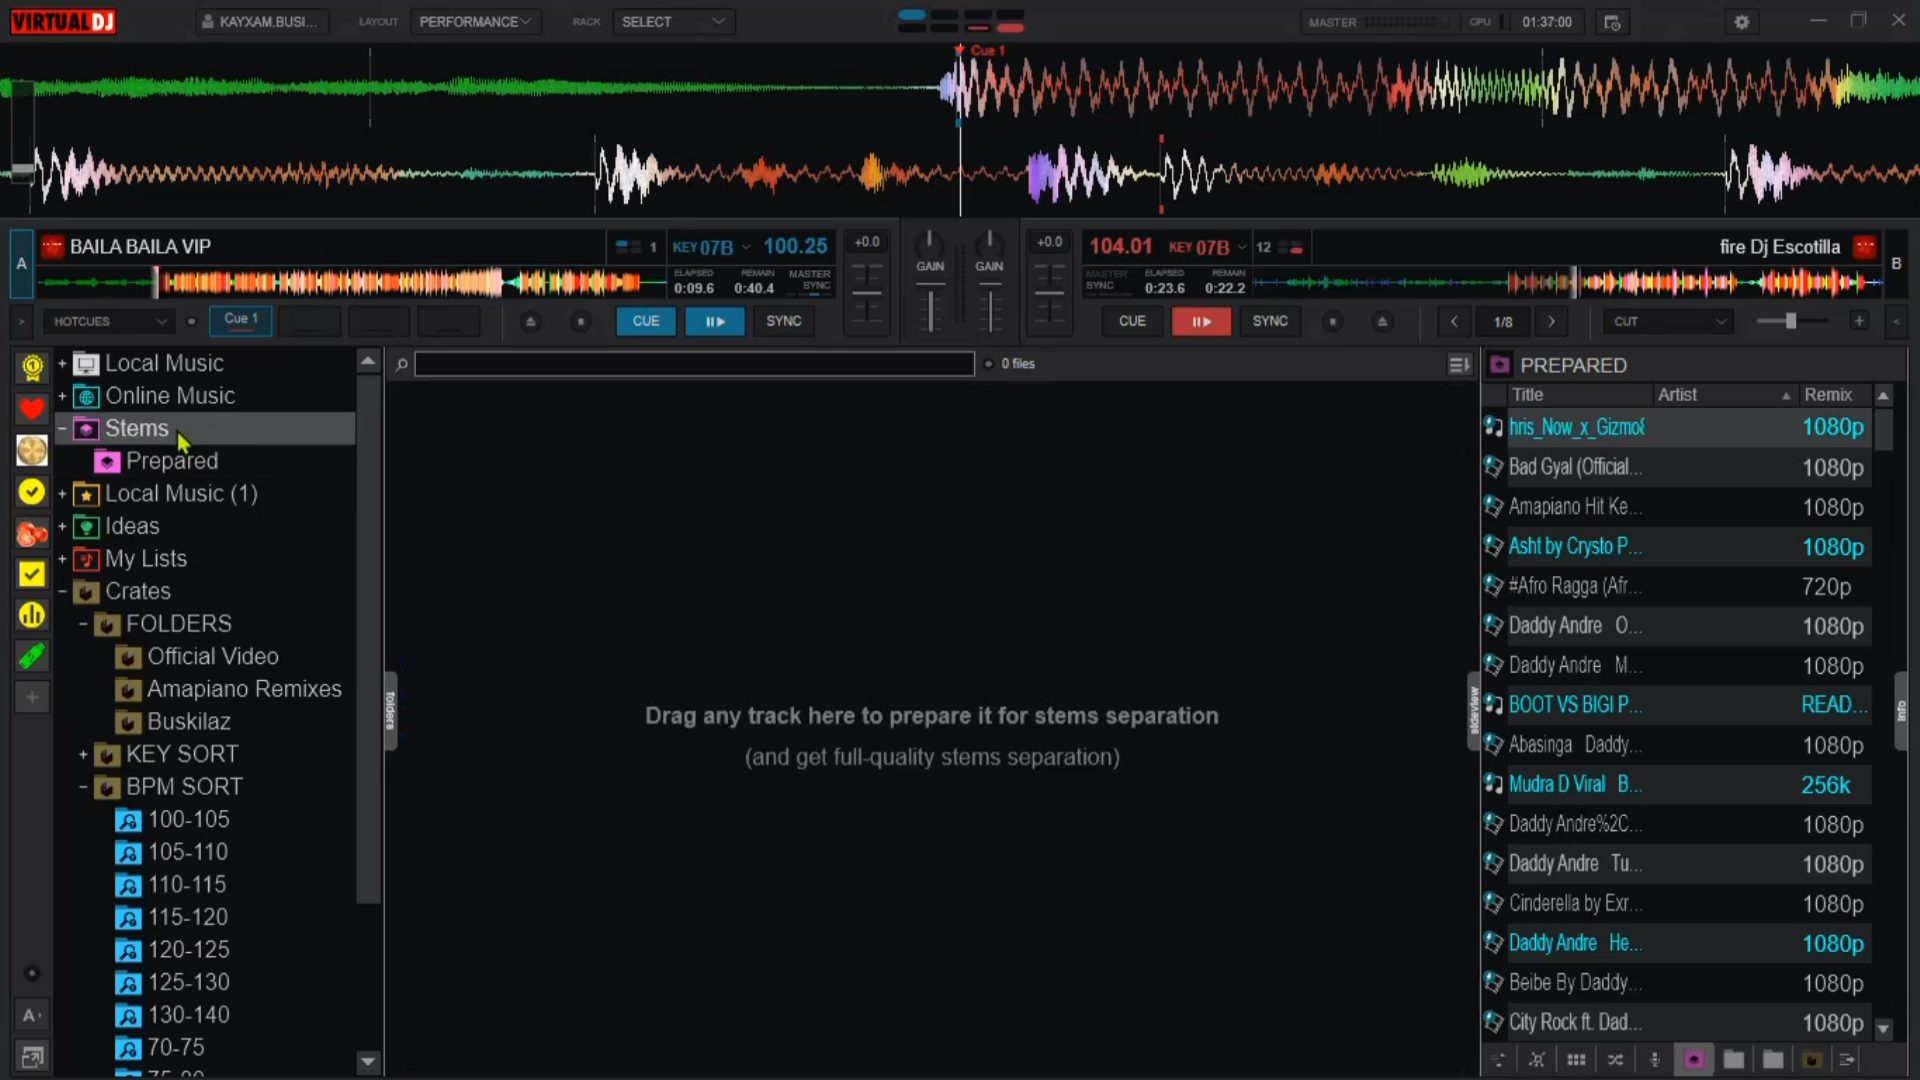 VIRTUAL DJ
KAYXAM.BUSI...
LAYOUT
PERFORMANCE
RACK
SELECT
MASTER
CPU
01:37:00
Cue 1
A
BAILA BAILA VIP
1
KEY 07B
100.25
ELAPSED
0:09.6
REMAIN
0:40.4
MASTER
SYNC
+0.0
GAIN
GAIN
+0.0
104.01
KEY 07B
12
MASTER
SYNC
ELAPSED
0:23.6
REMAIN
0:22.2
fire Dj Escotilla
B
HOTCUES
Cue 1
CUE
SYNC
CUE
SYNC
1/8
CUT
Local Music
Online Music
Stems
Prepared
Local Music (1)
Ideas
My Lists
Crates
FOLDERS
Official Video
Amapiano Remixes
Buskilaz
KEY SORT
BPM SORT
100-105
105-110
110-115
115-120
120-125
125-130
130-140
70-75
A
folders
0 files
Drag any track here to prepare it for stems separation
(and get full-quality stems separation)
sideview
info
PREPARED
Title
Artist
Remix
hris_Now_x_Gizmo
1080p
Bad Gyal (Official...
1080p
Amapiano Hit Ke...
1080p
Asht by Crysto P...
1080p
#Afro Ragga (Afr...
720p
Daddy Andre O...
1080p
Daddy Andre M...
1080p
BOOT VS BIGI P...
READ...
Abasinga Daddy...
1080p
Mudra D Viral B...
256k
Daddy Andre%2C...
1080p
Daddy Andre Tu...
1080p
Cinderella by Exr...
1080p
Daddy Andre He...
1080p
Beibe By Daddy...
1080p
City Rock ft. Dad...
1080p